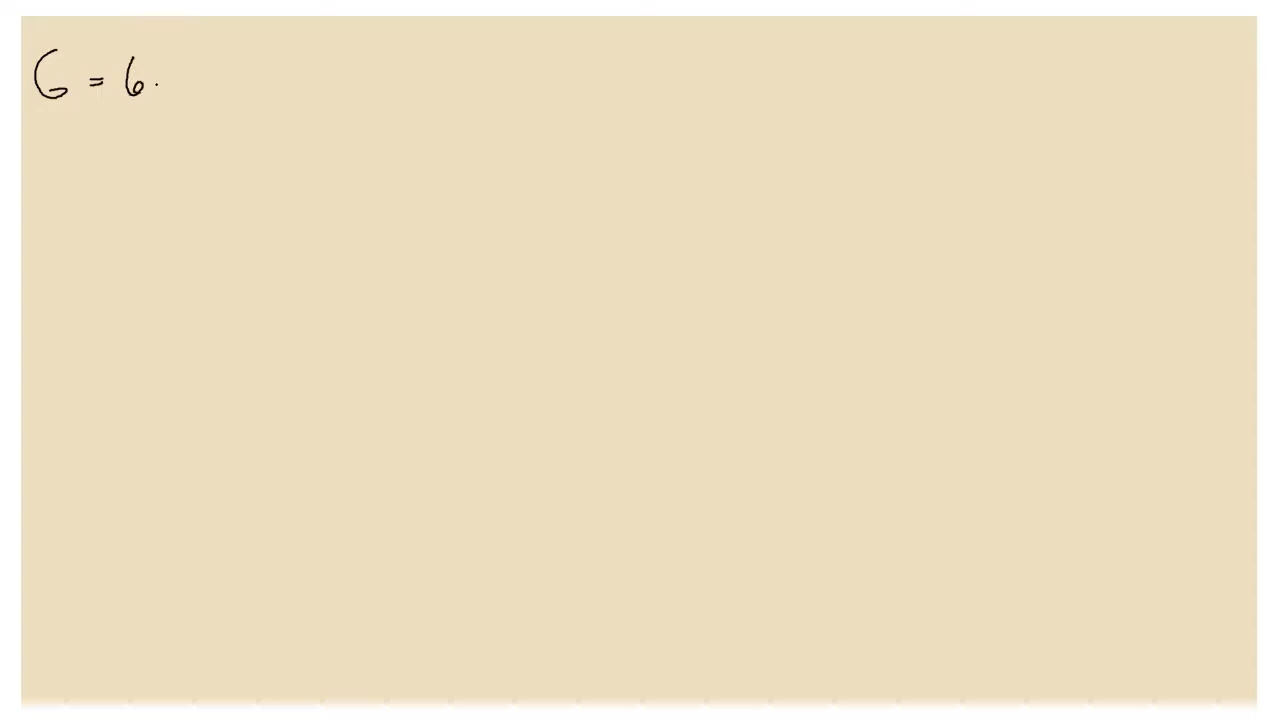 G = 6.